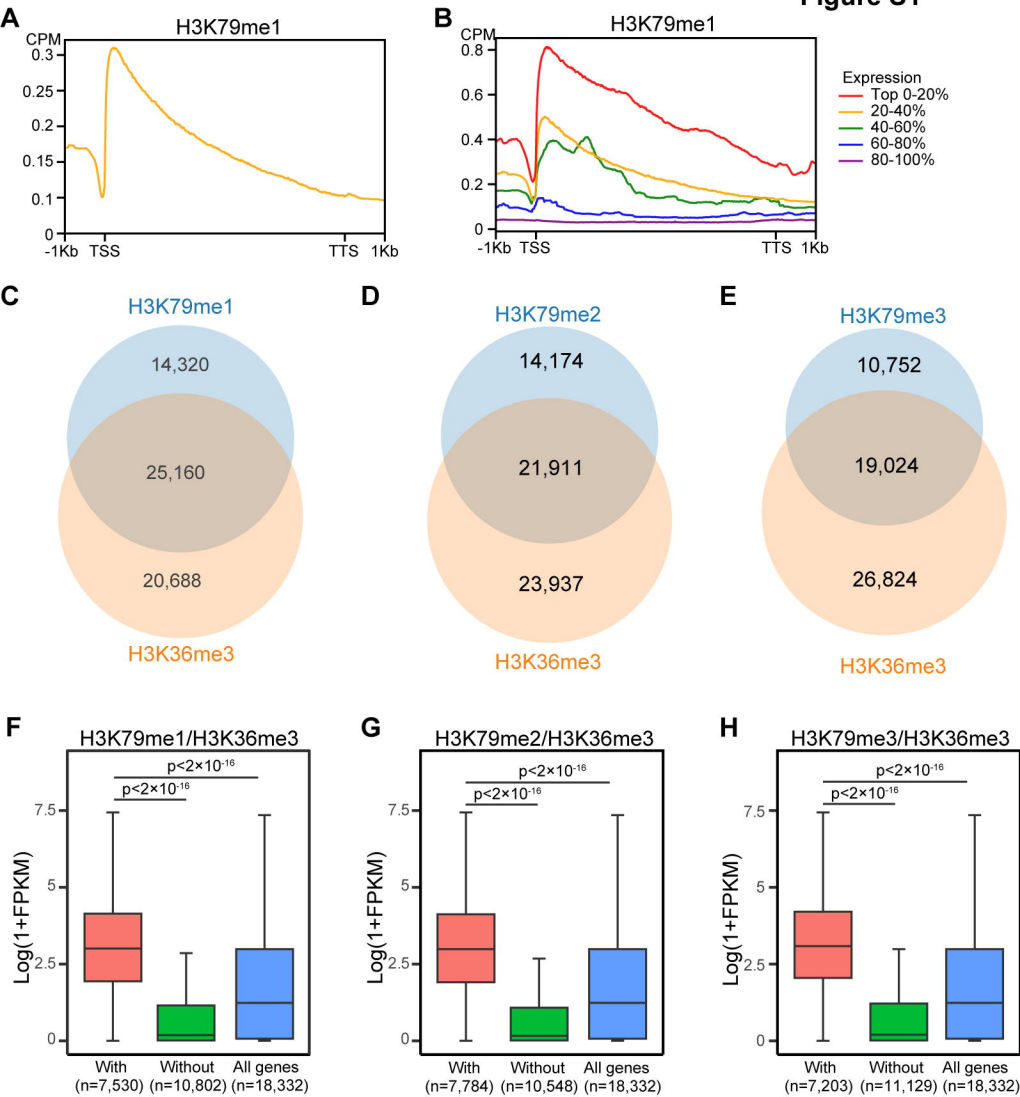 Figure S1
A
H3K79me1
CPM
0.3
0.25
0.2
0.15
0.1
0
-1Kb TSS TTS 1Kb
B
H3K79me1
CPM
0.8
0.6
0.4
0.2
0
-1Kb TSS TTS 1Kb
Expression
Top 0-20%
20-40%
40-60%
60-80%
80-100%
C
H3K79me1
14,320
25,160
20,688
H3K36me3
D
H3K79me2
14,174
21,911
23,937
H3K36me3
E
H3K79me3
10,752
19,024
26,824
H3K36me3
F
H3K79me1/H3K36me3
p<2×10-16
p<2×10-16
7.5
5
2.5
0
Log(1+FPKM)
With Without All genes
(n=7,530) (n=10,802) (n=18,332)
G
H3K79me2/H3K36me3
p<2×10-16
p<2×10-16
7.5
5
2.5
0
Log(1+FPKM)
With Without All genes
(n=7,784) (n=10,548) (n=18,332)
H
H3K79me3/H3K36me3
p<2×10-16
p<2×10-16
7.5
5
2.5
0
Log(1+FPKM)
With Without All genes
(n=7,203) (n=11,129) (n=18,332)